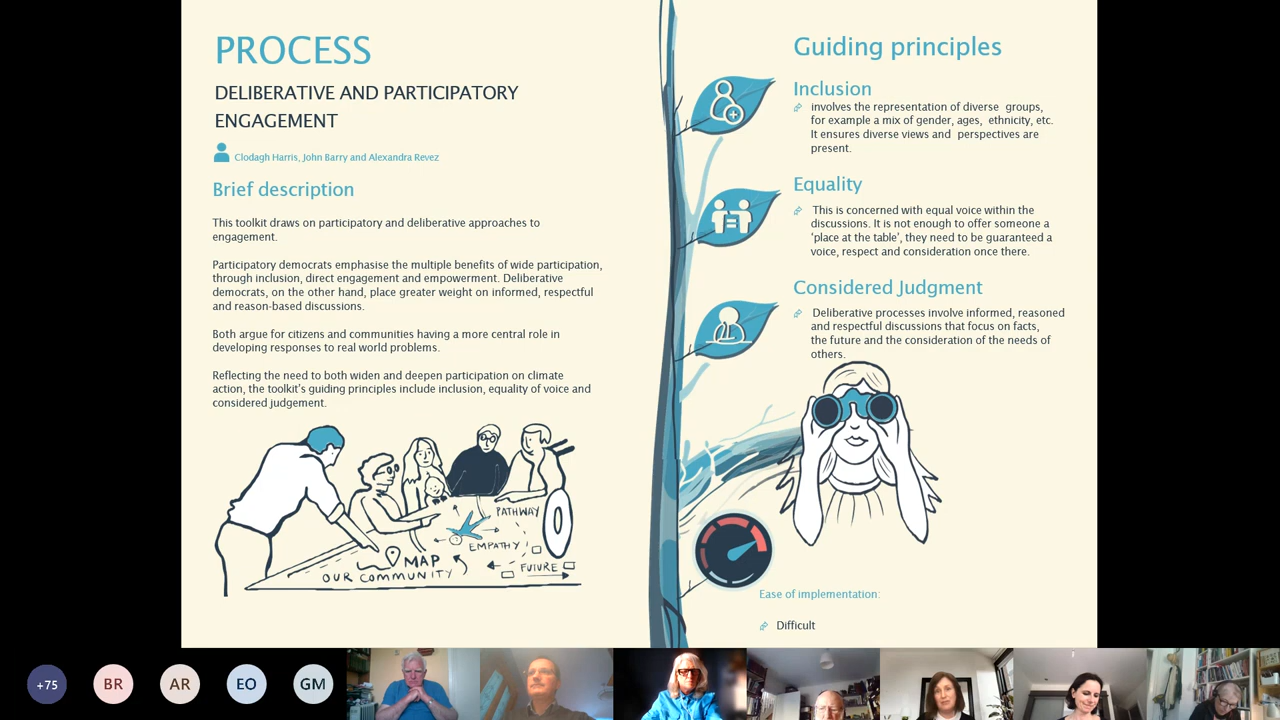 PROCESS
DELIBERATIVE AND PARTICIPATORY
ENGAGEMENT
Clodagh Harris, John Barry and Alexandra Revez
Brief description
This toolkit draws on participatory and deliberative approaches to
engagement.
Participatory democrats emphasise the multiple benefits of wide participation,
through inclusion, direct engagement and empowerment. Deliberative
democrats, on the other hand, place greater weight on informed, respectful
and reason-based discussions.
Both argue for citizens and communities having a more central role in
developing responses to real world problems.
Reflecting the need to both widen and deepen participation on climate
action, the toolkit's guiding principles include inclusion, equality of voice and
considered judgement.
PATHWAY
EMPATHY
MAP
OUR COMMUNITY
FUTURE
Guiding principles
Inclusion
involves the representation of diverse groups,
for example a mix of gender, ages, ethnicity, etc.
It ensures diverse views and perspectives are
present.
Equality
This is concerned with equal voice within the
discussions. It is not enough to offer someone a
'place at the table', they need to be guaranteed a
voice, respect and consideration once there.
Considered Judgment
Deliberative processes involve informed, reasoned
and respectful discussions that focus on facts,
the future and the consideration of the needs of
others.
Ease of implementation:
Difficult
+75
BR
AR
EO
GM